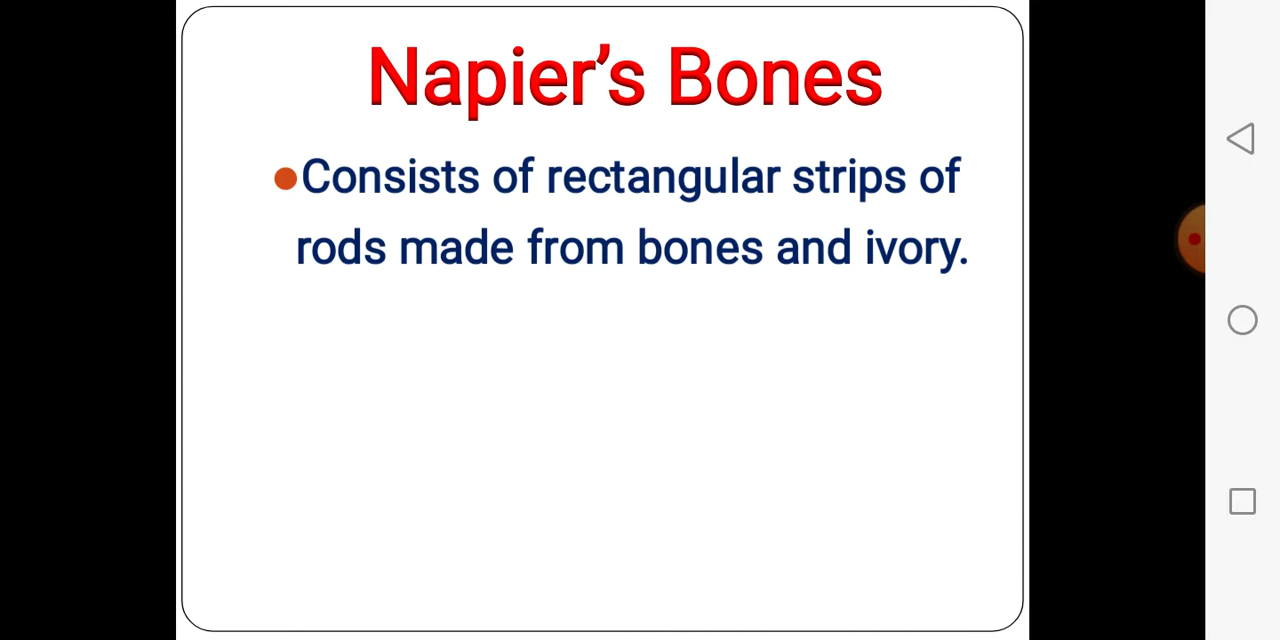 Napier’s Bones
●Consists of rectangular strips of
rods made from bones and ivory.